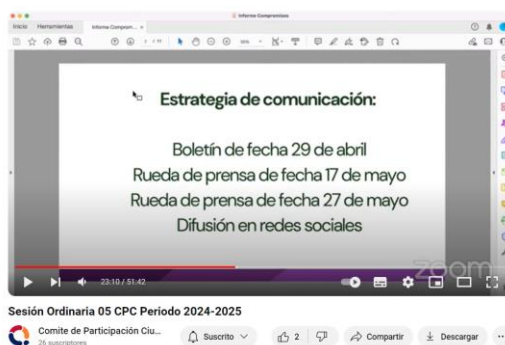 Informe Compromisos
Inicio Herramientas Informe Comprom... ×
Estrategia de comunicación:
Boletín de fecha 29 de abril
Rueda de prensa de fecha 17 de mayo
Rueda de prensa de fecha 27 de mayo
Difusión en redes sociales
zoom
23:10 / 51:42
Sesión Ordinaria 05 CPC Periodo 2024-2025
Comite de Participación Ciu...
26 suscriptores
Suscrito
2
Compartir
Descargar
...